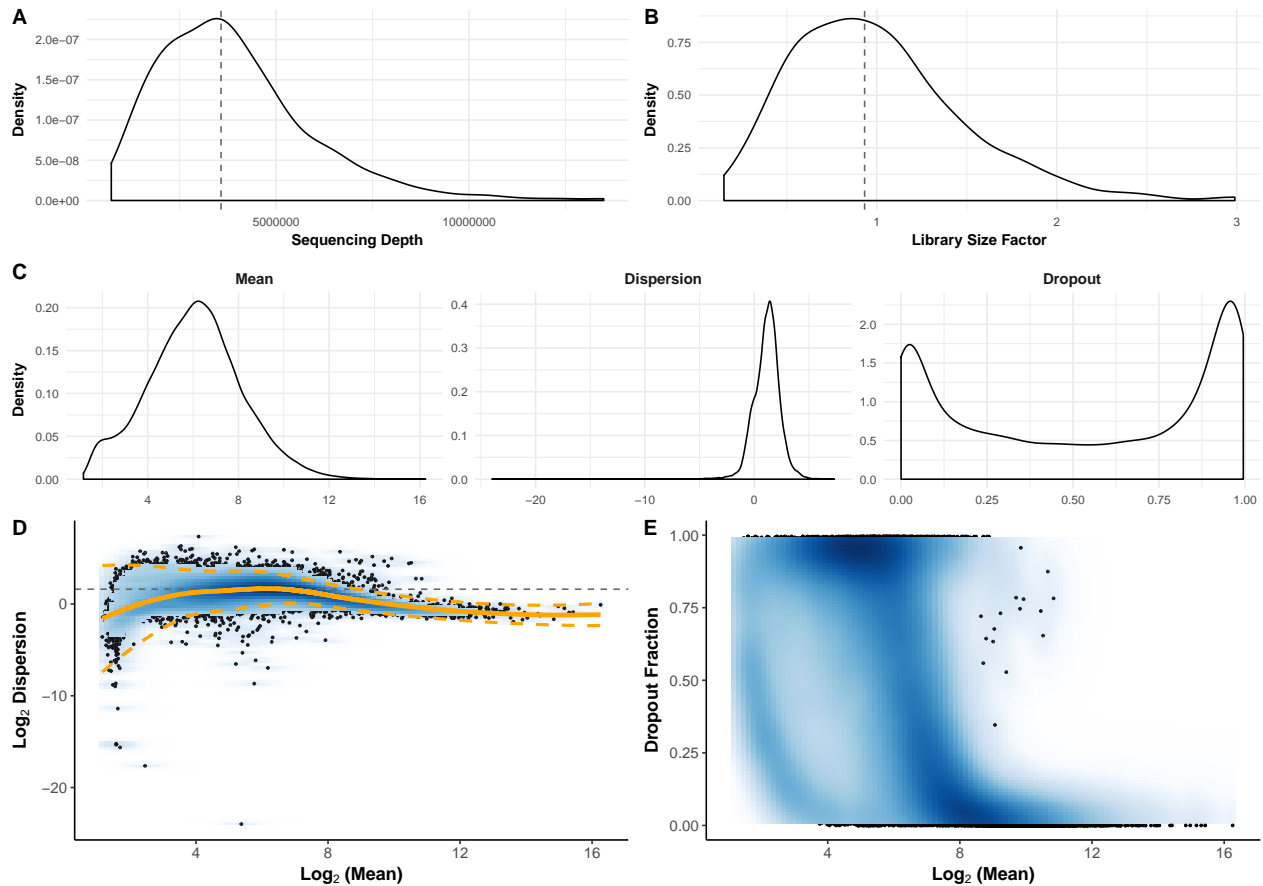 A
Density
2.0e−07
1.5e−07
1.0e−07
5.0e−08
0.0e+00
5000000 10000000
Sequencing Depth
B
Density
0.75
0.50
0.25
0.00
1 2 3
Library Size Factor
C
Mean
Density
0.20
0.15
0.10
0.05
0.00
4 8 12 16
Dispersion
0.4
0.3
0.2
0.1
0.0
−20 −10 0
Dropout
2.0
1.5
1.0
0.5
0.0
0.00 0.25 0.50 0.75 1.00
D
Log2 Dispersion
0
−10
−20
4 8 12 16
Log2 (Mean)
E
Dropout Fraction
1.00
0.75
0.50
0.25
0.00
4 8 12 16
Log2 (Mean)